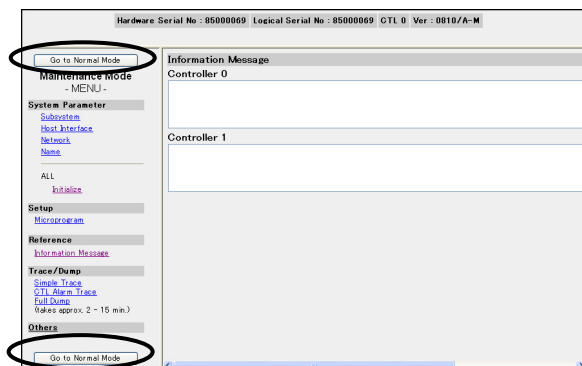 Hardware Serial No : 85000069 Logical Serial No : 85000069 CTL 0 Ver : 0810/A-M
Go to Normal Mode
Maintenance Mode
- MENU -
System Parameter
Subsystem
Host Interface
Network
Name
ALL
Initialize
Setup
Microprogram
Reference
Information Message
Trace/Dump
Simple Trace
CTL Alarm Trace
Full Dump
(takes approx. 2 - 15 min.)
Others
Go to Normal Mode
Information Message
Controller 0
Controller 1